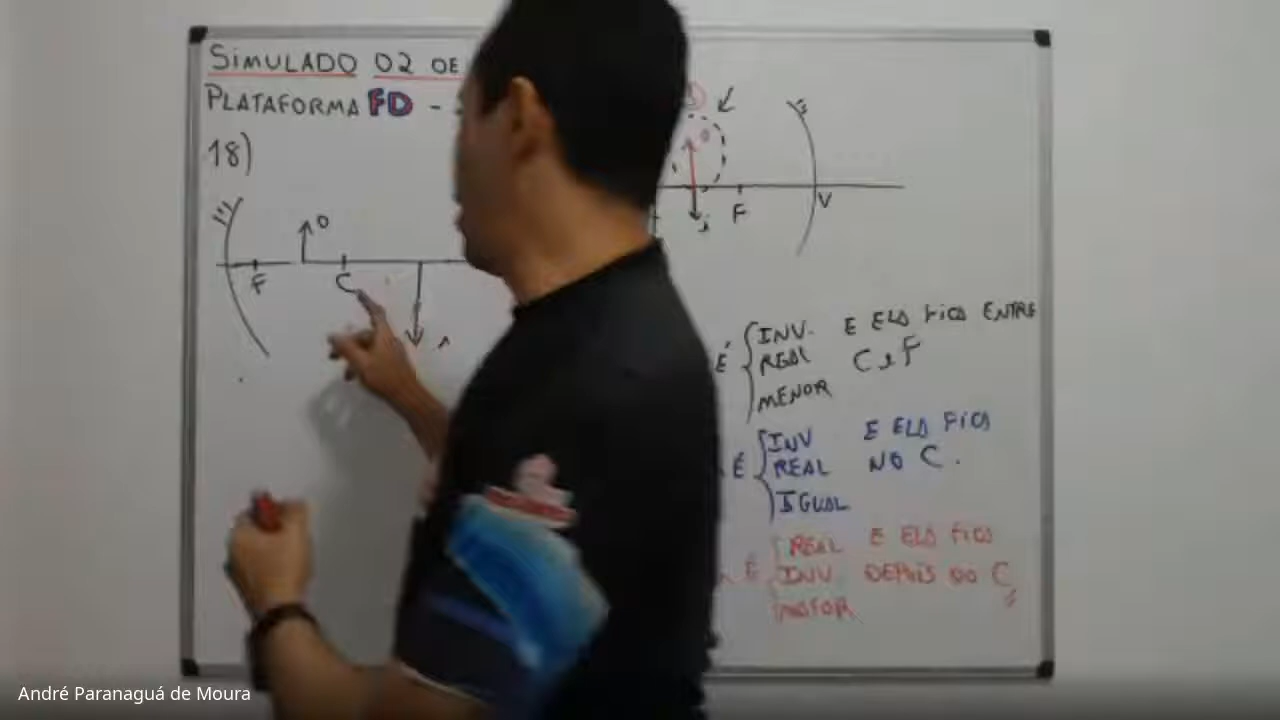 SIMULADO 02 DE
PLATAFORMA FD -
18)
O
F
C
F
V
i
É
INV. E ELA FICA ENTRE
REAL C e F
MENOR
É
INV E ELA FICA
REAL NO C.
IGUAL
É
REAL E ELA FICA
INV DEPOIS DO C
MAIOR
André Paranaguá de Moura